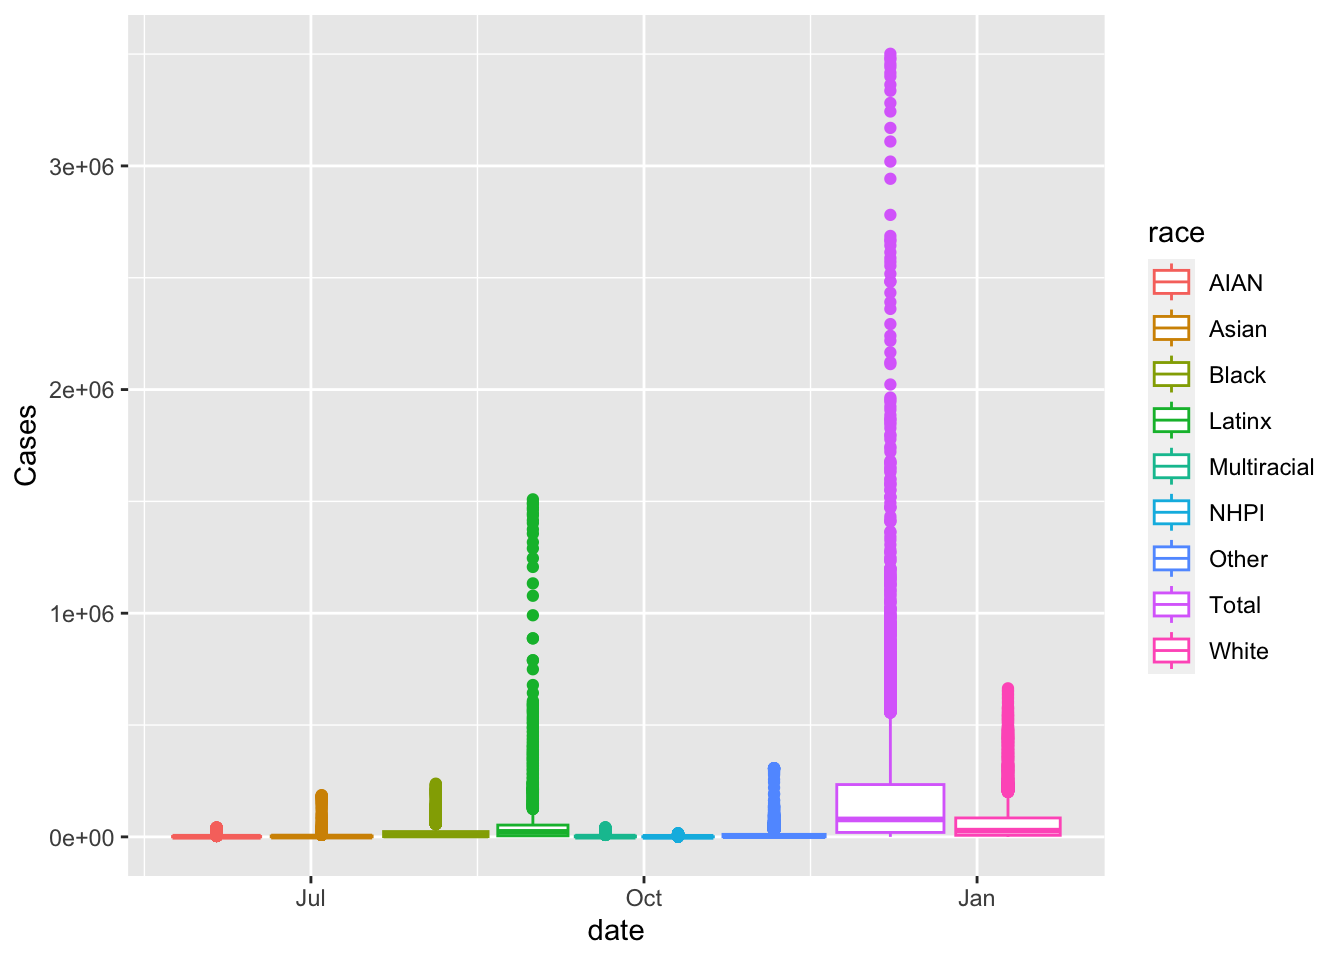 3e+06
2e+06
1e+06
0e+00
Cases
Jul
Oct
Jan
date
race
AIAN
Asian
Black
Latinx
Multiracial
NHPI
Other
Total
White